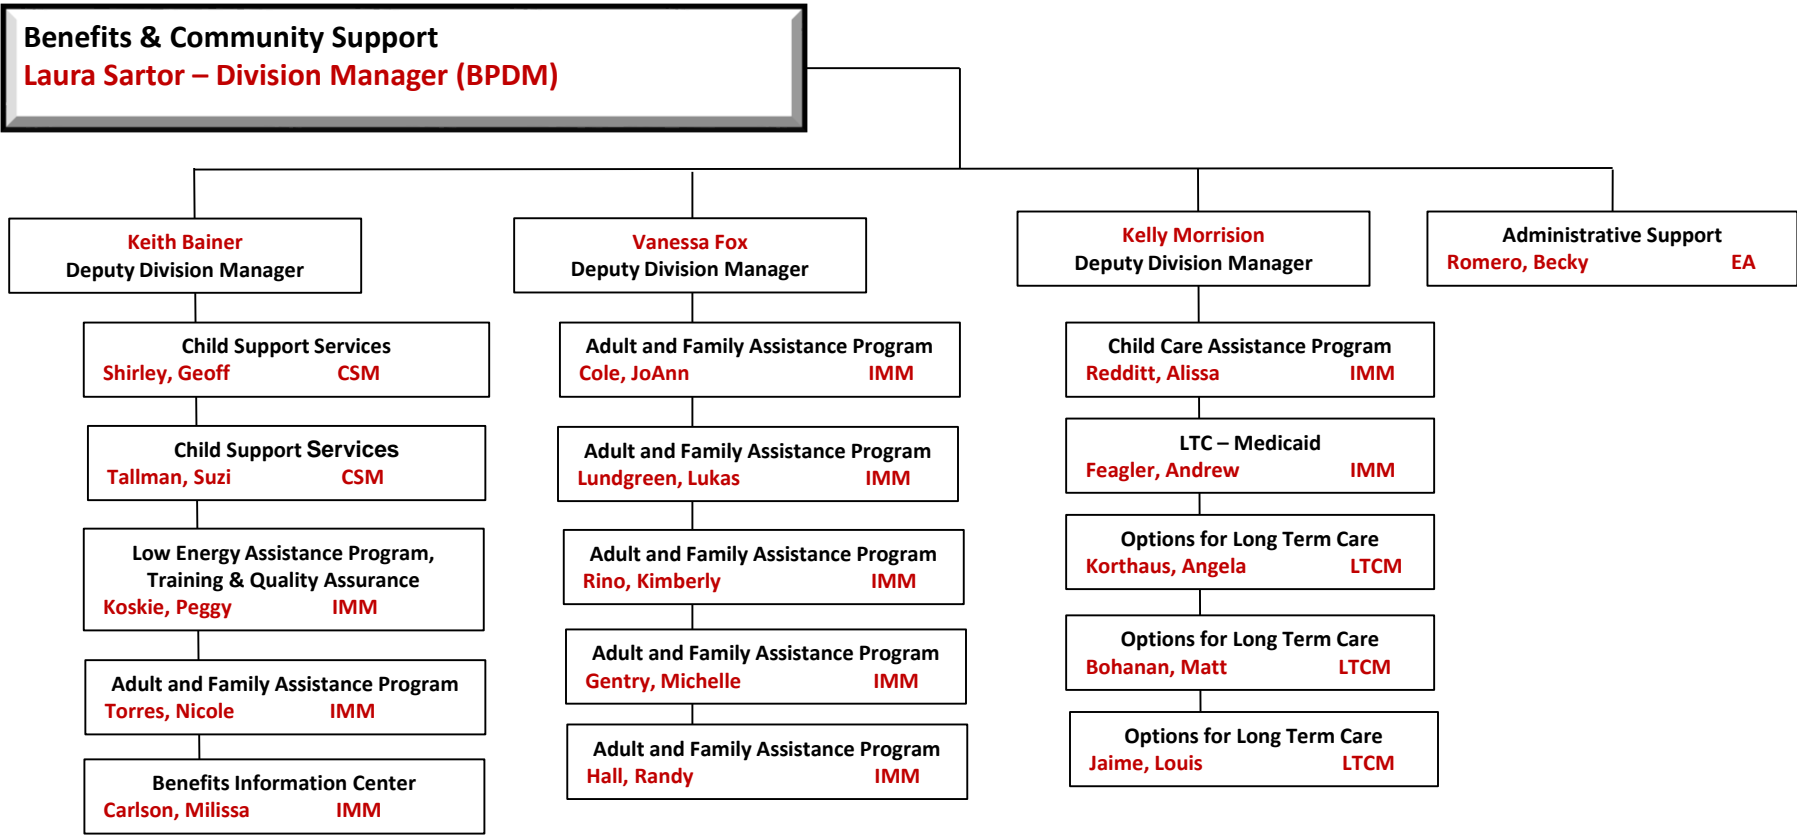 Benefits & Community Support
Laura Sartor – Division Manager (BPDM)
Keith Bainer
Deputy Division Manager
Child Support Services
Shirley, Geoff CSM
Child Support Services
Tallman, Suzi CSM
Low Energy Assistance Program,
Training & Quality Assurance
Koskie, Peggy IMM
Adult and Family Assistance Program
Torres, Nicole IMM
Benefits Information Center
Carlson, Milissa IMM
Vanessa Fox
Deputy Division Manager
Adult and Family Assistance Program
Cole, JoAnn IMM
Adult and Family Assistance Program
Lundgreen, Lukas IMM
Adult and Family Assistance Program
Rino, Kimberly IMM
Adult and Family Assistance Program
Gentry, Michelle IMM
Adult and Family Assistance Program
Hall, Randy IMM
Kelly Morrision
Deputy Division Manager
Child Care Assistance Program
Redditt, Alissa IMM
LTC – Medicaid
Feagler, Andrew IMM
Options for Long Term Care
Korthaus, Angela LTCM
Options for Long Term Care
Bohanan, Matt LTCM
Options for Long Term Care
Jaime, Louis LTCM
Administrative Support
Romero, Becky EA